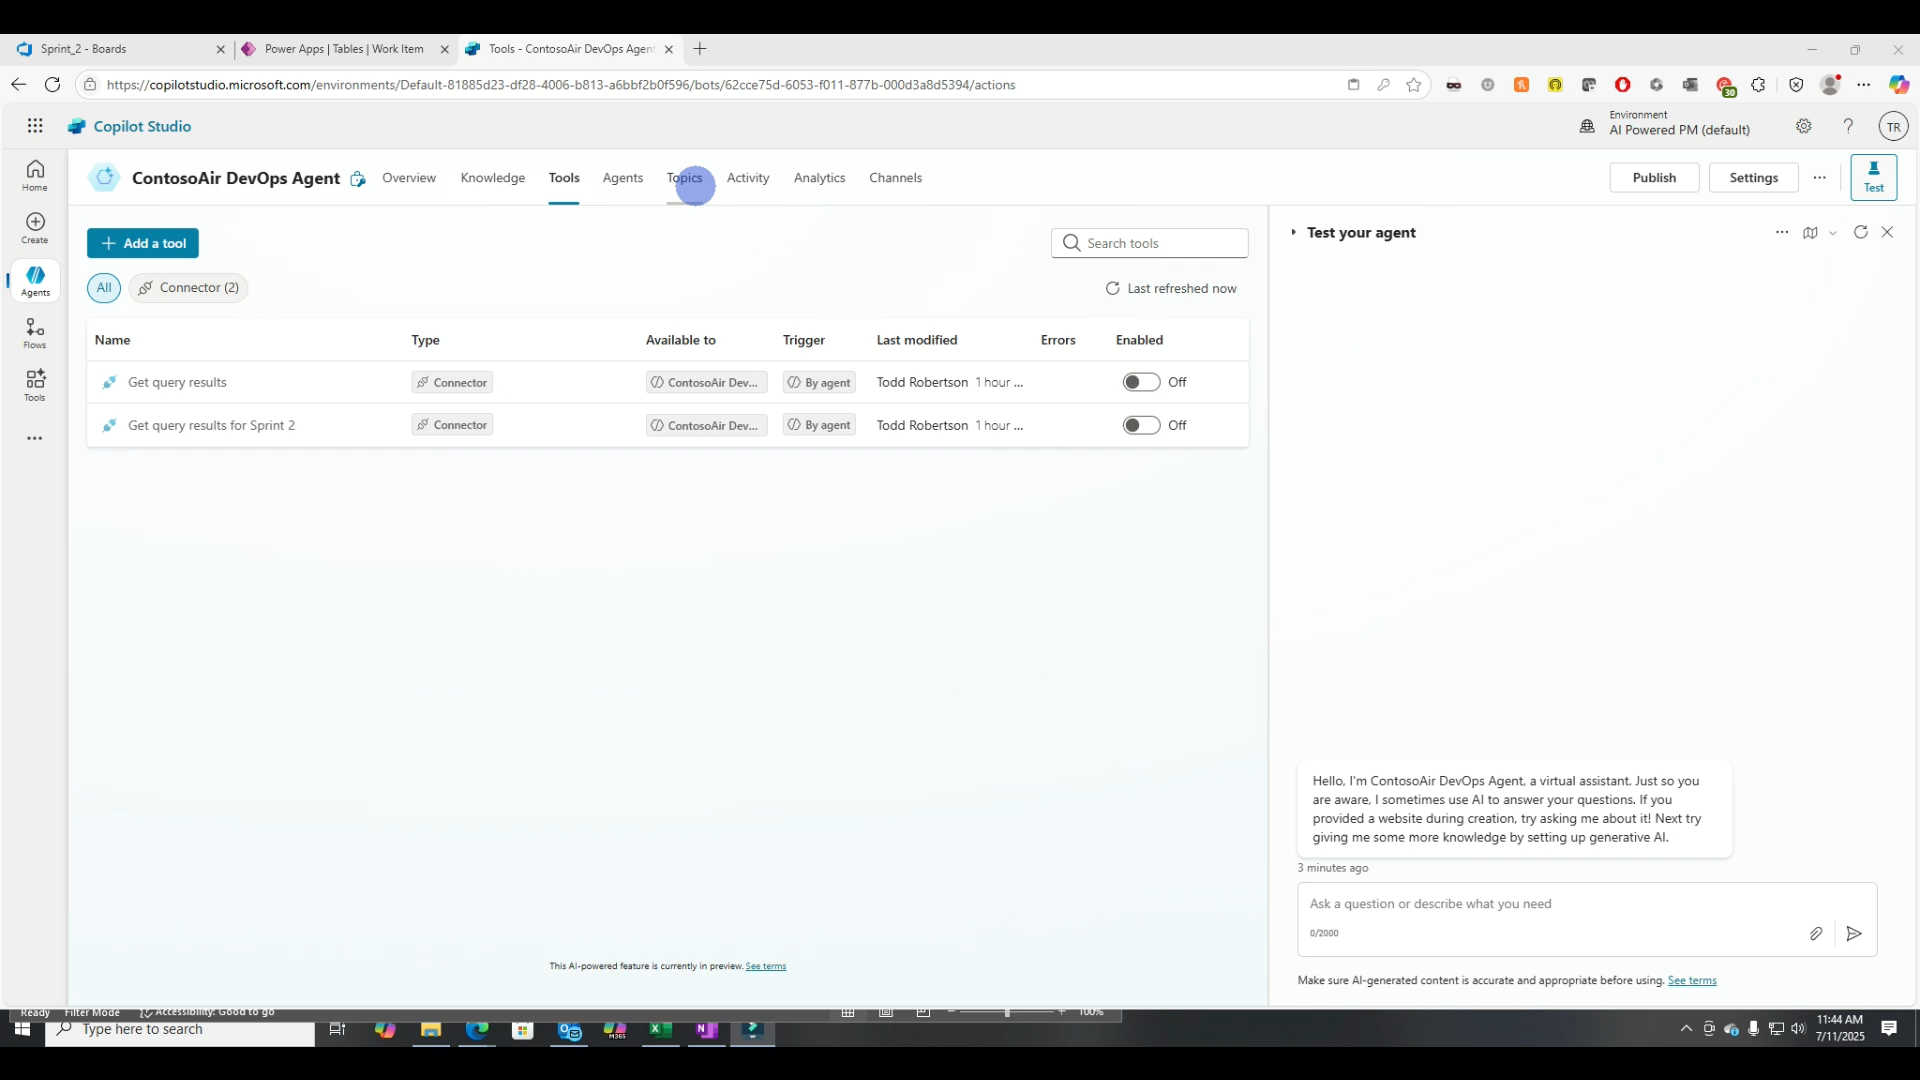 Sprint_2 - Boards
Power Apps | Tables | Work Item
Tools - ContosoAir DevOps Agent
https://copilotstudio.microsoft.com/environments/Default-81885d23-df28-4006-b813-a6bbf2b0f596/bots/62cce75d-6053-f011-877b-000d3a8d5394/actions
30
Copilot Studio
Environment
AI Powered PM (default)
TR
Home
Create
Agents
Flows
Tools
ContosoAir DevOps Agent
Overview
Knowledge
Tools
Agents
Topics
Activity
Analytics
Channels
Publish
Settings
Test
Add a tool
Search tools
All
Connector (2)
Last refreshed now
Name Type Available to Trigger Last modified Errors Enabled
Get query results Connector ContosoAir Dev... By agent Todd Robertson 1 hour ... Off
Get query results for Sprint 2 Connector ContosoAir Dev... By agent Todd Robertson 1 hour ... Off
This AI-powered feature is currently in preview. See terms
Test your agent
Hello, I'm ContosoAir DevOps Agent, a virtual assistant. Just so you
are aware, I sometimes use AI to answer your questions. If you
provided a website during creation, try asking me about it! Next try
giving me some more knowledge by setting up generative AI.
3 minutes ago
Ask a question or describe what you need
0/2000
Make sure AI-generated content is accurate and appropriate before using. See terms
Ready Filter Mode Accessibility: Good to go 100%
Type here to search
M365
11:44 AM
7/11/2025